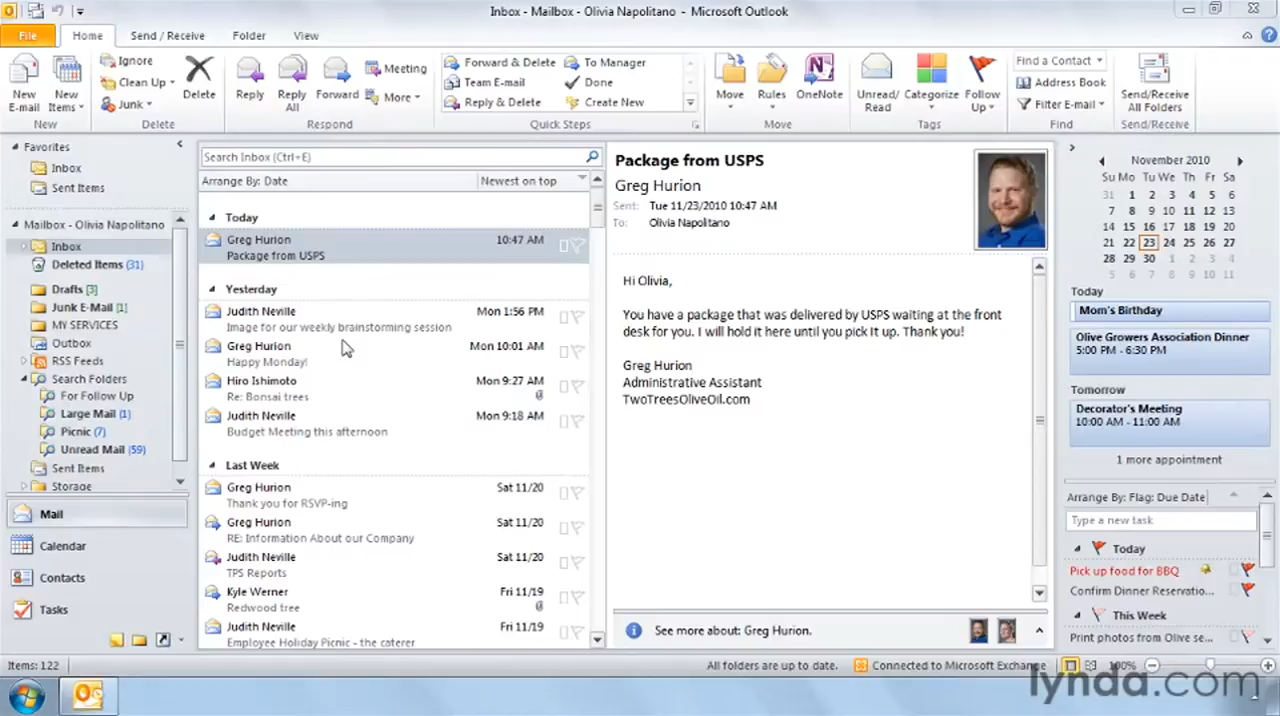 Inbox - Mailbox - Olivia Napolitano - Microsoft Outlook
File Home Send / Receive Folder View
New E-mail
New Items
New
Ignore
Clean Up
Junk
Delete
Delete
Reply
Reply All
Forward
Meeting
More
Respond
Forward & Delete
Team E-mail
Reply & Delete
To Manager
Done
Create New
Quick Steps
Move
Rules
OneNote
Move
Unread/ Read
Categorize
Follow Up
Tags
Find a Contact
Address Book
Filter E-mail
Find
Send/Receive All Folders
Send/Receive
Favorites
Inbox
Sent Items
Mailbox - Olivia Napolitano
Inbox
Deleted Items (31)
Drafts [3]
Junk E-Mail [1]
MY SERVICES
Outbox
RSS Feeds
Search Folders
For Follow Up
Large Mail (1)
Picnic (7)
Unread Mail (59)
Sent Items
Storage
Mail
Calendar
Contacts
Tasks
Search Inbox (Ctrl+E)
Arrange By: Date Newest on top
Today
Greg Hurion 10:47 AM
Package from USPS
Yesterday
Judith Neville Mon 1:56 PM
Image for our weekly brainstorming session
Greg Hurion Mon 10:01 AM
Happy Monday!
Hiro Ishimoto Mon 9:27 AM
Re: Bonsai trees
Judith Neville Mon 9:18 AM
Budget Meeting this afternoon
Last Week
Greg Hurion Sat 11/20
Thank you for RSVP-ing
Greg Hurion Sat 11/20
RE: Information About our Company
Judith Neville Sat 11/20
TPS Reports
Kyle Werner Fri 11/19
Redwood tree
Judith Neville Fri 11/19
Employee Holiday Picnic - the caterer
Package from USPS
Greg Hurion
Sent: Tue 11/23/2010 10:47 AM
To: Olivia Napolitano
Hi Olivia,
You have a package that was delivered by USPS waiting at the front
desk for you. I will hold it here until you pick it up. Thank you!
Greg Hurion
Administrative Assistant
TwoTreesOliveOil.com
See more about: Greg Hurion.
November 2010
Su Mo Tu We Th Fr Sa
31 1 2 3 4 5 6
7 8 9 10 11 12 13
14 15 16 17 18 19 20
21 22 23 24 25 26 27
28 29 30 1 2 3 4
5 6 7 8 9 10 11
Today
Mom's Birthday
Olive Growers Association Dinner
5:00 PM - 6:30 PM
Tomorrow
Decorator's Meeting
10:00 AM - 11:00 AM
1 more appointment
Arrange By: Flag: Due Date
Type a new task
Today
Pick up food for BBQ
Confirm Dinner Reservatio...
This Week
Print photos from Olive se...
Items: 122 All folders are up to date. Connected to Microsoft Exchange 100%
lynda.com